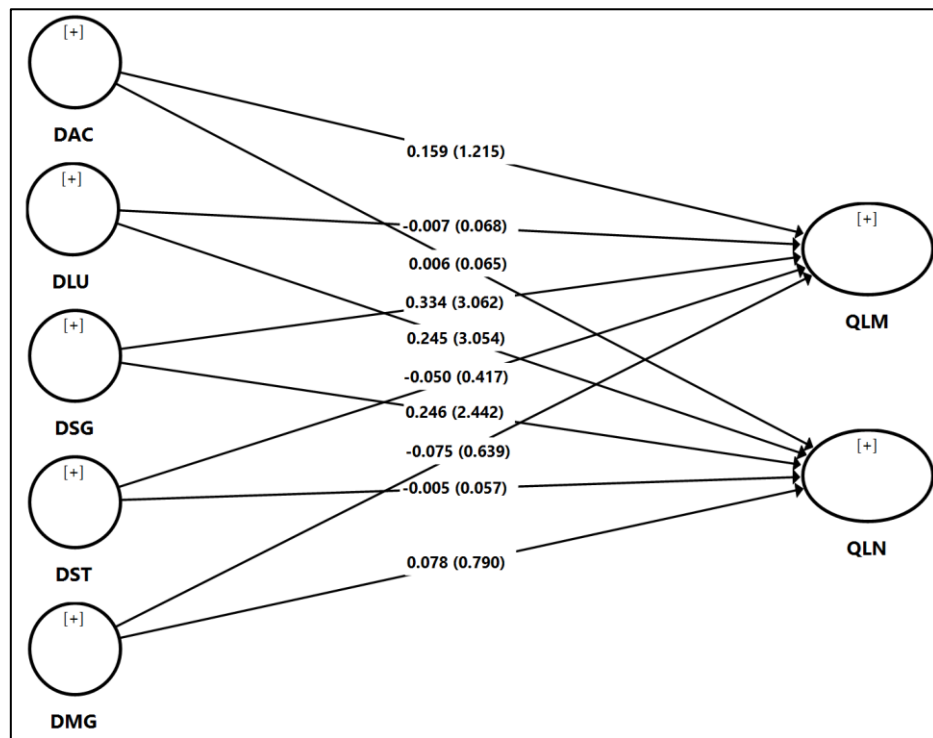 [+]
DAC
[+]
DLU
[+]
DSG
[+]
DST
[+]
DMG
0.159 (1.215)
-0.007 (0.068)
0.006 (0.065)
0.334 (3.062)
0.245 (3.054)
-0.050 (0.417)
0.246 (2.442)
-0.075 (0.639)
-0.005 (0.057)
0.078 (0.790)
[+]
QLM
[+]
QLN